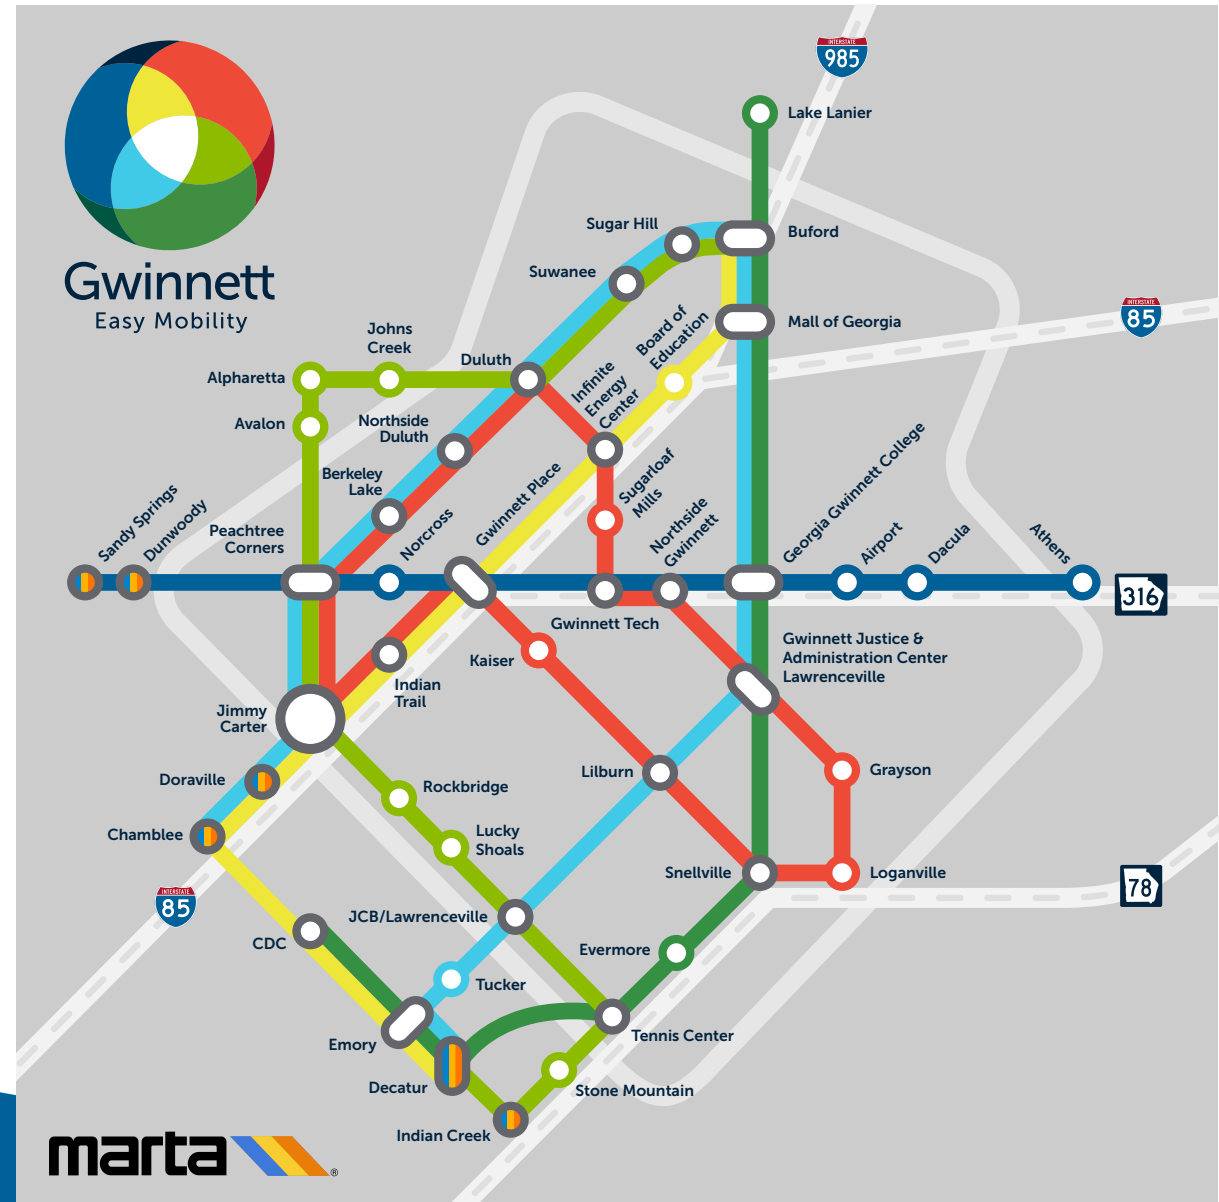 INTERSTATE
985
Lake Lanier
Gwinnett
Easy Mobility
Sugar Hill
Buford
Suwanee
Board of
Education
Mall of Georgia
INTERSTATE
85
Johns
Creek
Duluth
Alpharetta
Infinite
Energy
Center
Avalon
Northside
Duluth
Berkeley
Lake
Gwinnett Place
Sugarloaf
Mills
Georgia Gwinnett College
Sandy Springs
Dunwoody
Peachtree
Corners
Norcross
Northside
Gwinnett
Airport
Dacula
Athens
316
Gwinnett Tech
Kaiser
Gwinnett Justice &
Administration Center
Lawrenceville
Indian
Trail
Jimmy
Carter
Doraville
Rockbridge
Lilburn
Grayson
Chamblee
Lucky
Shoals
Snellville
Loganville
78
INTERSTATE
85
JCB/Lawrenceville
CDC
Evermore
Tucker
Emory
Tennis Center
Decatur
Stone Mountain
Indian Creek
marta
®